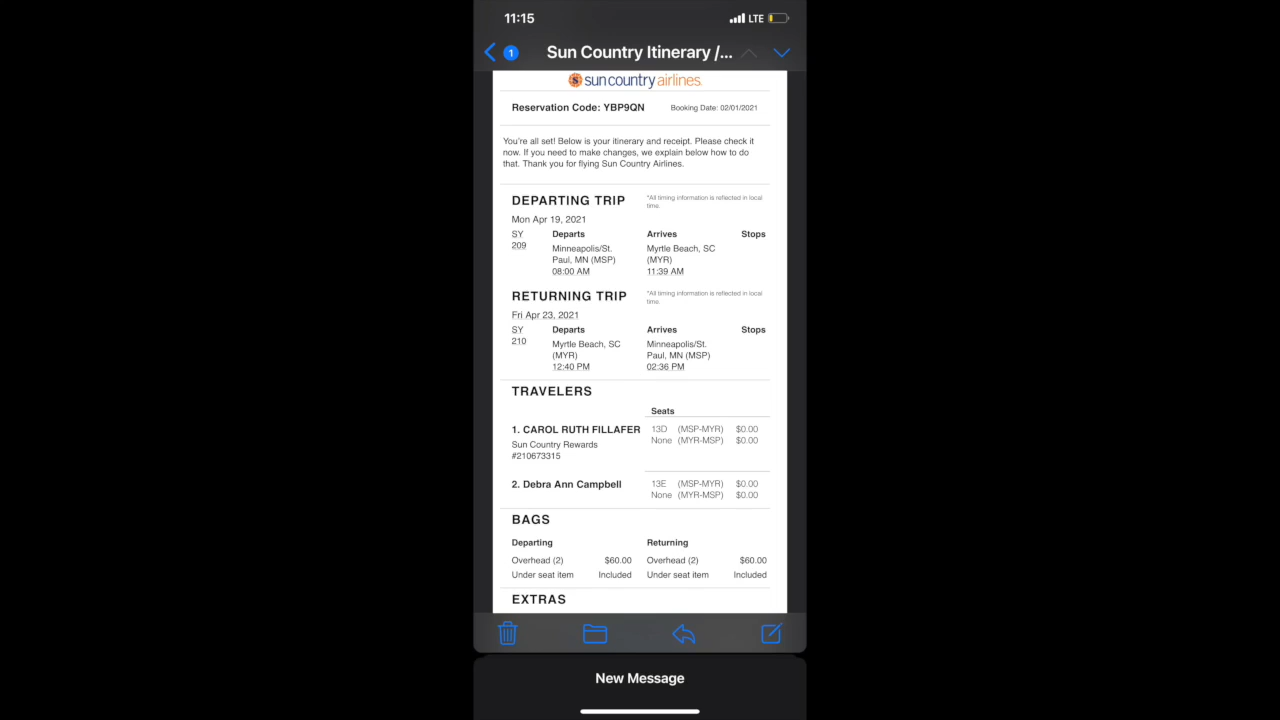 11:15 LTE
1 Sun Country Itinerary /...
sun country airlines.
Reservation Code: YBP9QN Booking Date: 02/01/2021
You're all set! Below is your itinerary and receipt. Please check it
now. If you need to make changes, we explain below how to do
that. Thank you for flying Sun Country Airlines.
DEPARTING TRIP
*All timing information is reflected in local
time.
Mon Apr 19, 2021
SY Departs Arrives Stops
209 Minneapolis/St. Myrtle Beach, SC
Paul, MN (MSP) (MYR)
08:00 AM 11:39 AM
RETURNING TRIP
*All timing information is reflected in local
time.
Fri Apr 23, 2021
SY Departs Arrives Stops
210 Myrtle Beach, SC Minneapolis/St.
(MYR) Paul, MN (MSP)
12:40 PM 02:36 PM
TRAVELERS
Seats
1. CAROL RUTH FILLAFER 13D (MSP-MYR) $0.00
None (MYR-MSP) $0.00
Sun Country Rewards
#210673315
2. Debra Ann Campbell 13E (MSP-MYR) $0.00
None (MYR-MSP) $0.00
BAGS
Departing Returning
Overhead (2) $60.00 Overhead (2) $60.00
Under seat item Included Under seat item Included
EXTRAS
New Message